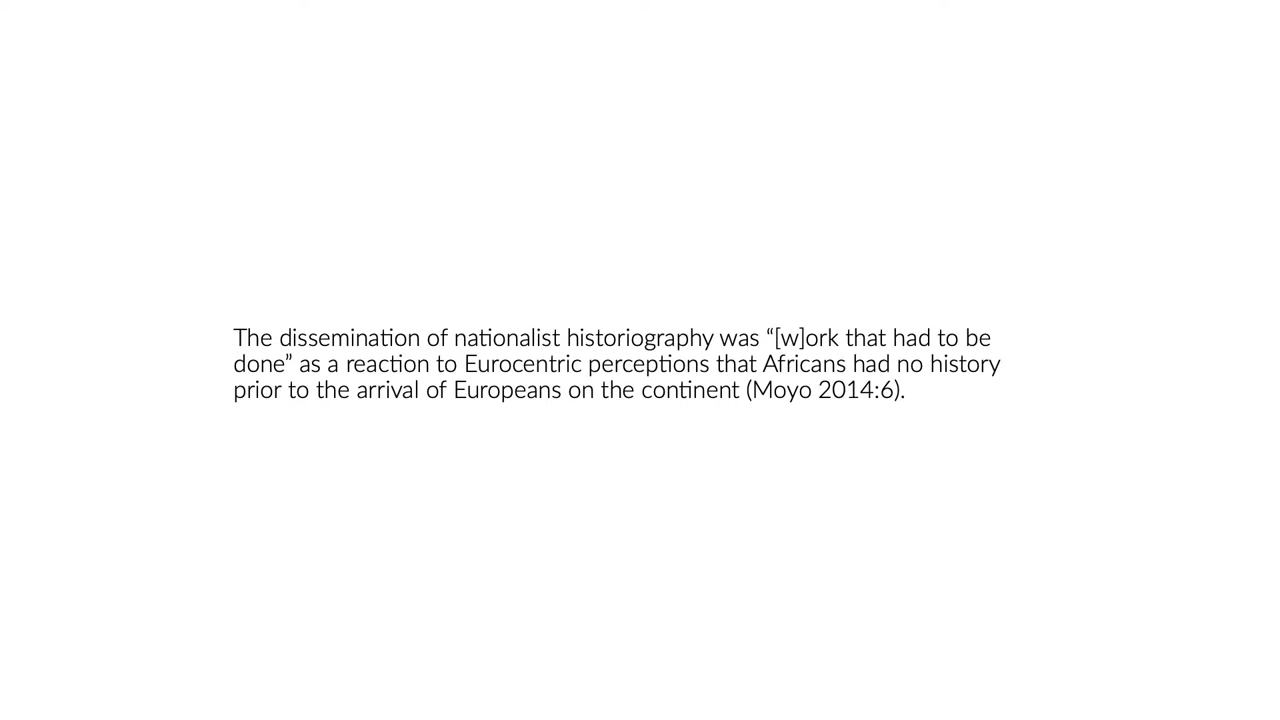 The dissemination of nationalist historiography was “[w]ork that had to be
done” as a reaction to Eurocentric perceptions that Africans had no history
prior to the arrival of Europeans on the continent (Moyo 2014:6).